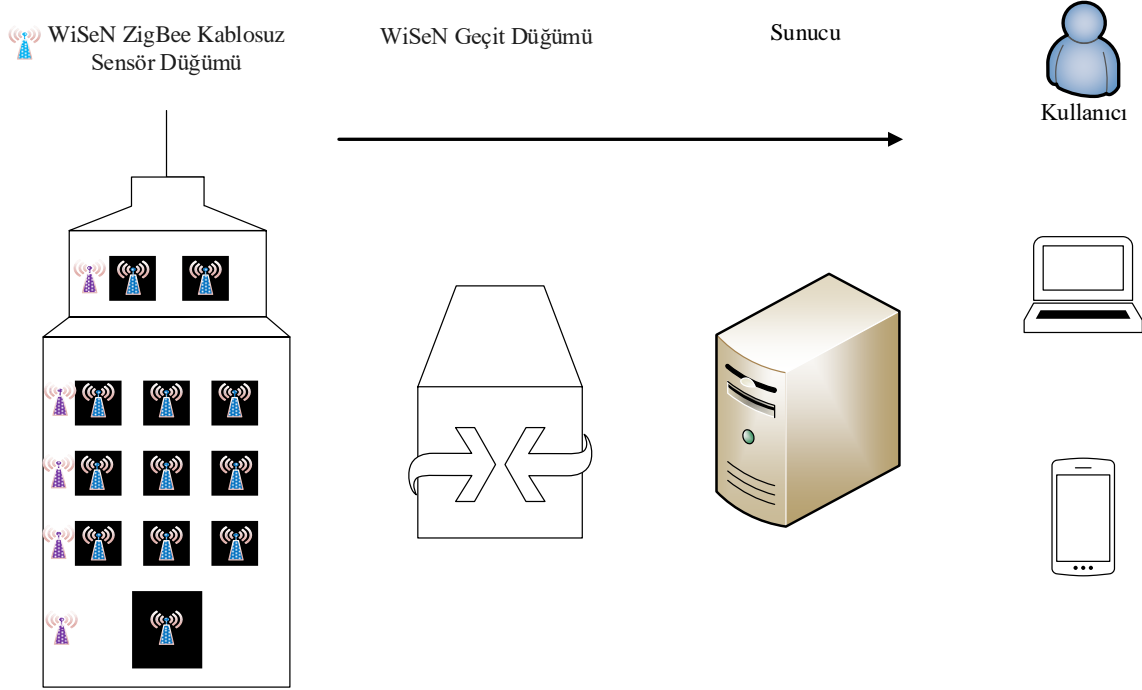 WiSeN ZigBee Kablosuz
Sensör Düğümü
WiSeN Geçit Düğümü
Sunucu
Kullanıcı